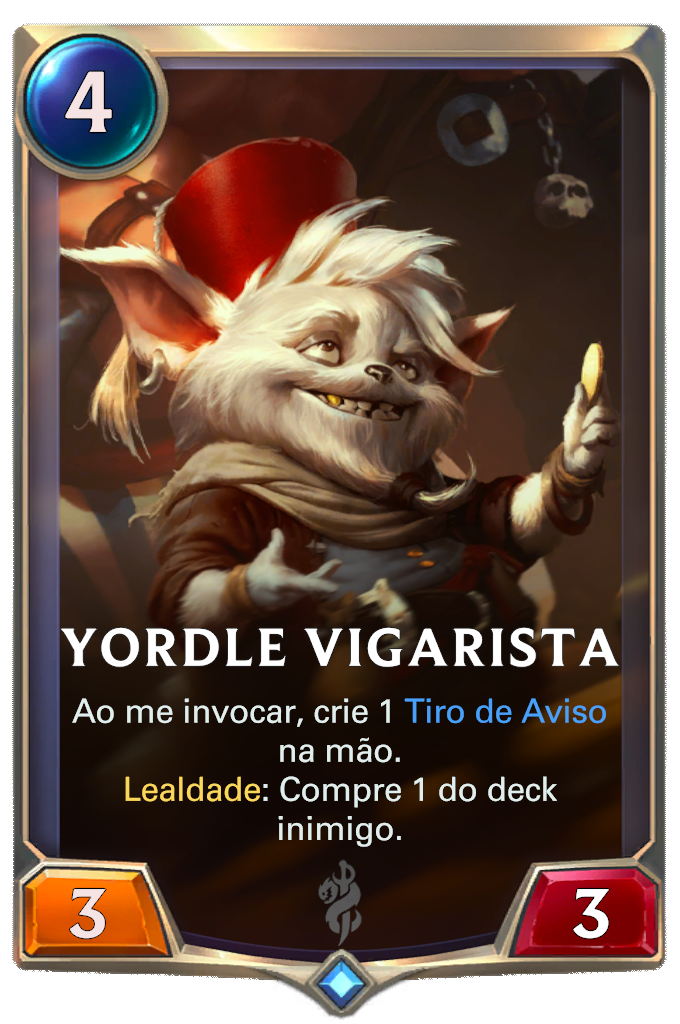 4
YORDLE VIGARISTA
Ao me invocar, crie 1 Tiro de Aviso
na mão.
Lealdade: Compre 1 do deck
inimigo.
3
3